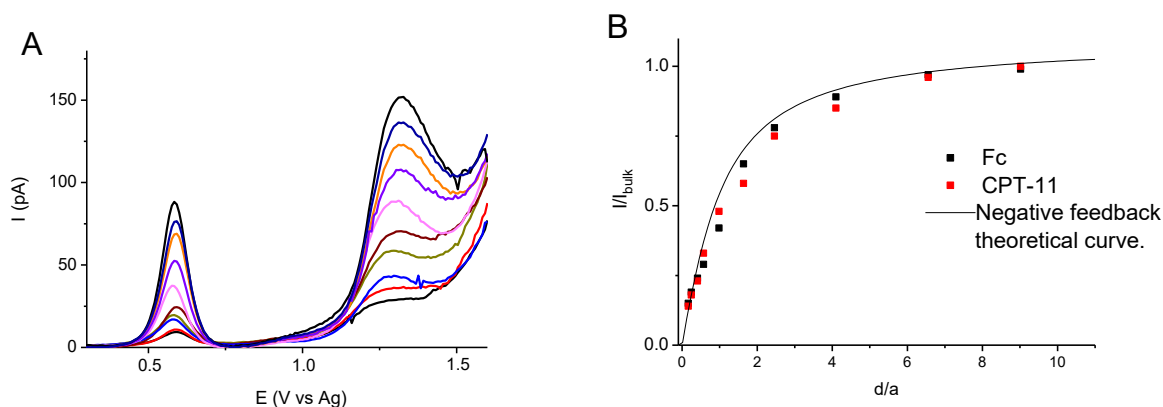 A
I (pA)
150
100
50
0
0.5
1.0
1.5
E (V vs Ag)
B
I/I_bulk
1.0
0.5
0.0
Fc
CPT-11
Negative feedback
theoretical curve.
0
2
4
6
8
10
d/a